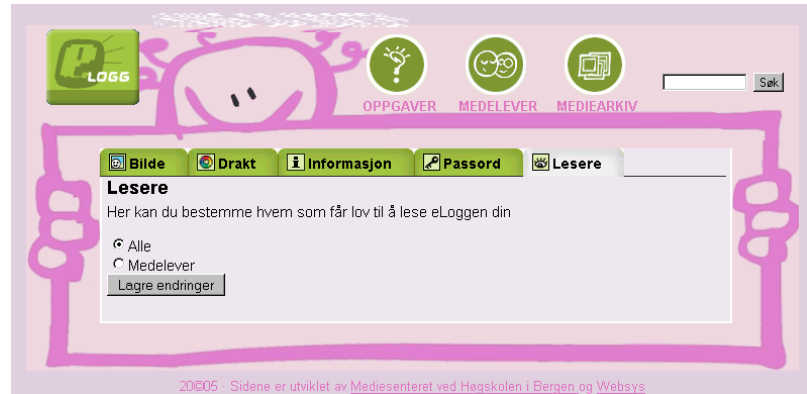 eLOGG
OPPGAVER MEDELEVER MEDIEARKIV Søk
Bilde Drakt Informasjon Passord Lesere
Lesere
Her kan du bestemme hvem som får lov til å lese eLoggen din
Alle
Medelever
Lagre endringer
20©05 - Sidene er utviklet av Mediesenteret ved Høgskolen i Bergen og Websys